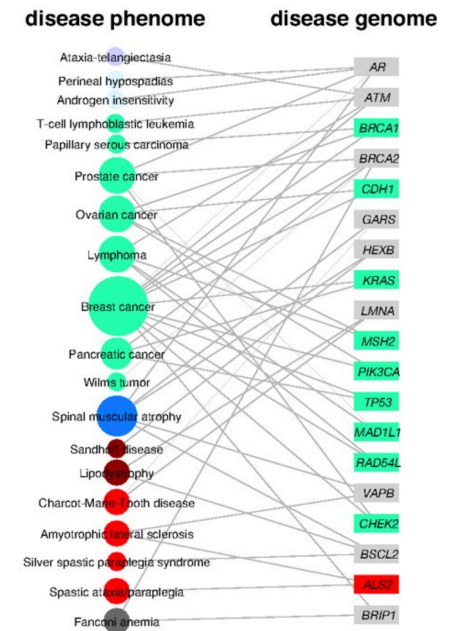 disease phenome
disease genome
Ataxia-telangiectasia
Perineal hypospadias
Androgen insensitivity
T-cell lymphoblastic leukemia
Papillary serous carcinoma
Prostate cancer
Ovarian cancer
Lymphoma
Breast cancer
Pancreatic cancer
Wilms tumor
Spinal muscular atrophy
Sandhoff disease
Lipodystrophy
Charcot-Marie-Tooth disease
Amyotrophic lateral sclerosis
Silver spastic paraplegia syndrome
Spastic ataxia/paraplegia
Fanconi anemia
AR
ATM
BRCA1
BRCA2
CDH1
GARS
HEXB
KRAS
LMNA
MSH2
PIK3CA
TP53
MAD1L1
RAD54L
VAPB
CHEK2
BSCL2
ALS2
BRIP1